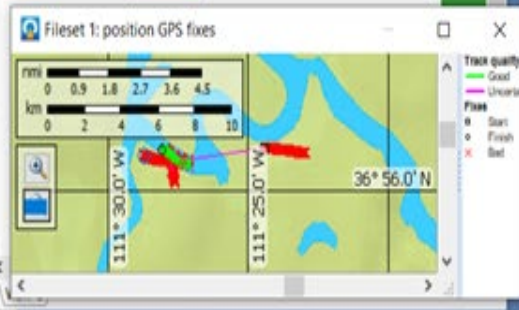 Fileset 1: position GPS fixes
nmi
0 0.9 1.8 2.7 3.6 4.5
km
0 2 4 6 8 10
111° 30.0' W
111° 25.0' W
36° 56.0' N
Track quality
Good
Uncerta
Fixes
Start
Finish
Bad